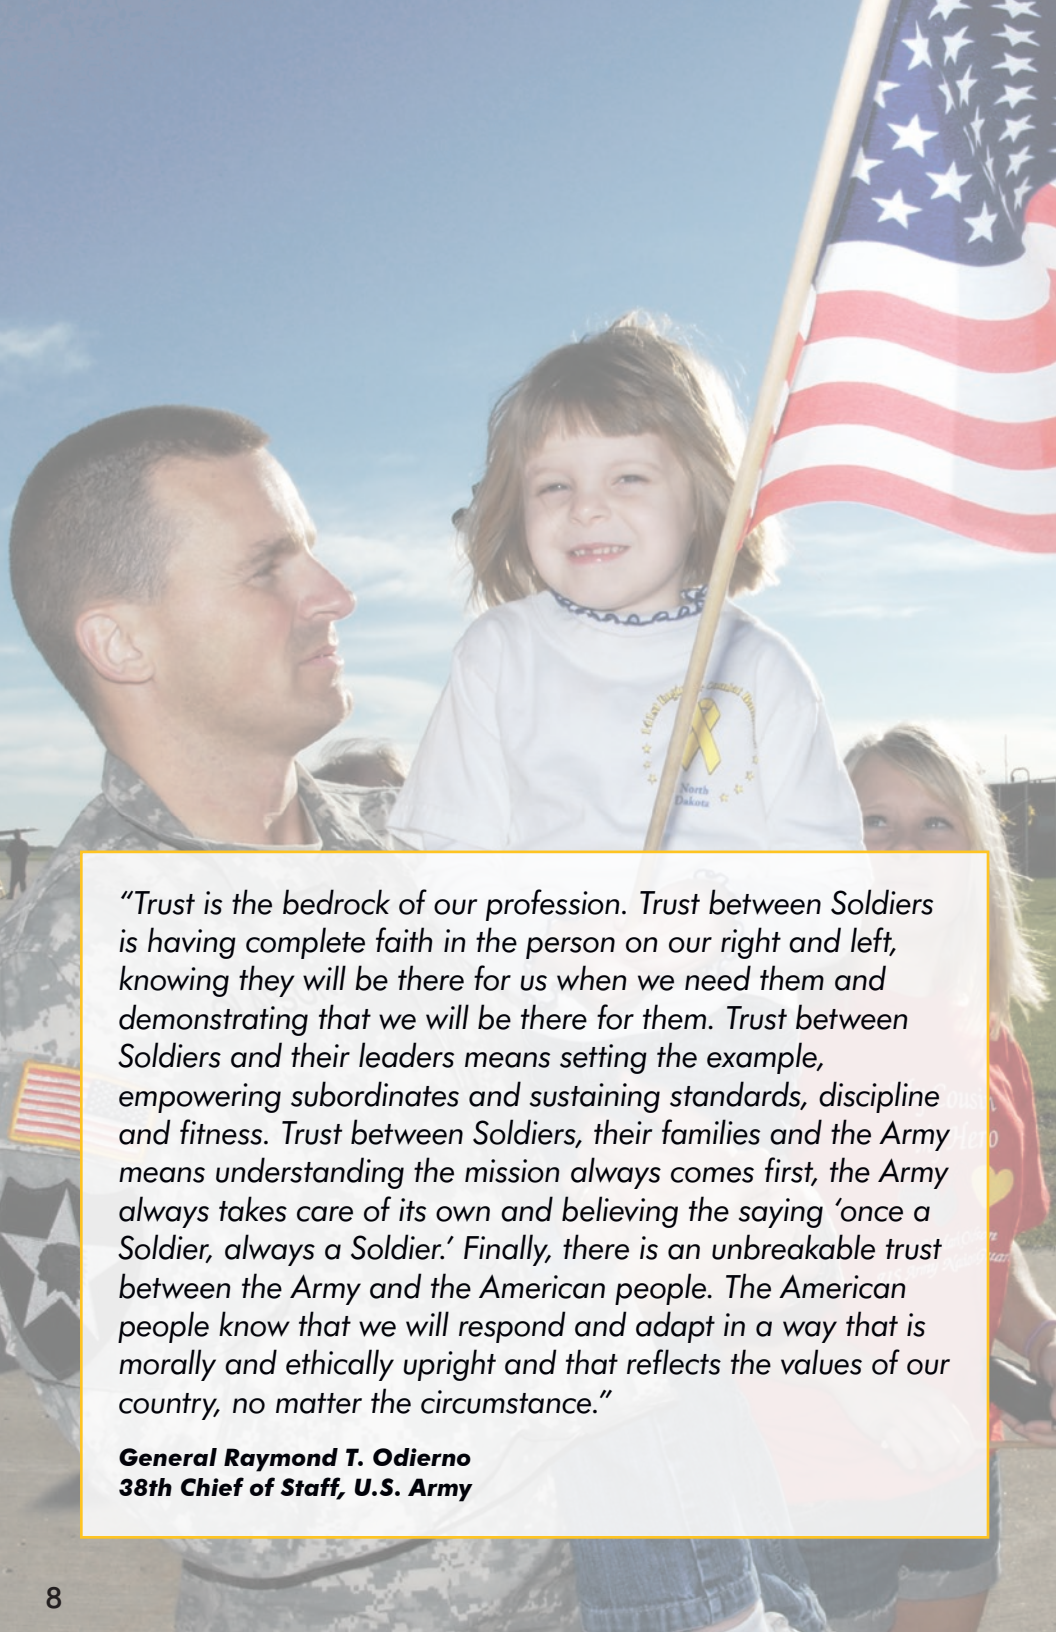 North
Dakota
“Trust is the bedrock of our profession. Trust between Soldiers
is having complete faith in the person on our right and left,
knowing they will be there for us when we need them and
demonstrating that we will be there for them. Trust between
Soldiers and their leaders means setting the example,
empowering subordinates and sustaining standards, discipline
and fitness. Trust between Soldiers, their families and the Army
means understanding the mission always comes first, the Army
always takes care of its own and believing the saying ‘once a
Soldier, always a Soldier.’ Finally, there is an unbreakable trust
between the Army and the American people. The American
people know that we will respond and adapt in a way that is
morally and ethically upright and that reflects the values of our
country, no matter the circumstance.”
General Raymond T. Odierno
38th Chief of Staff, U.S. Army
Cousin
Hero
8